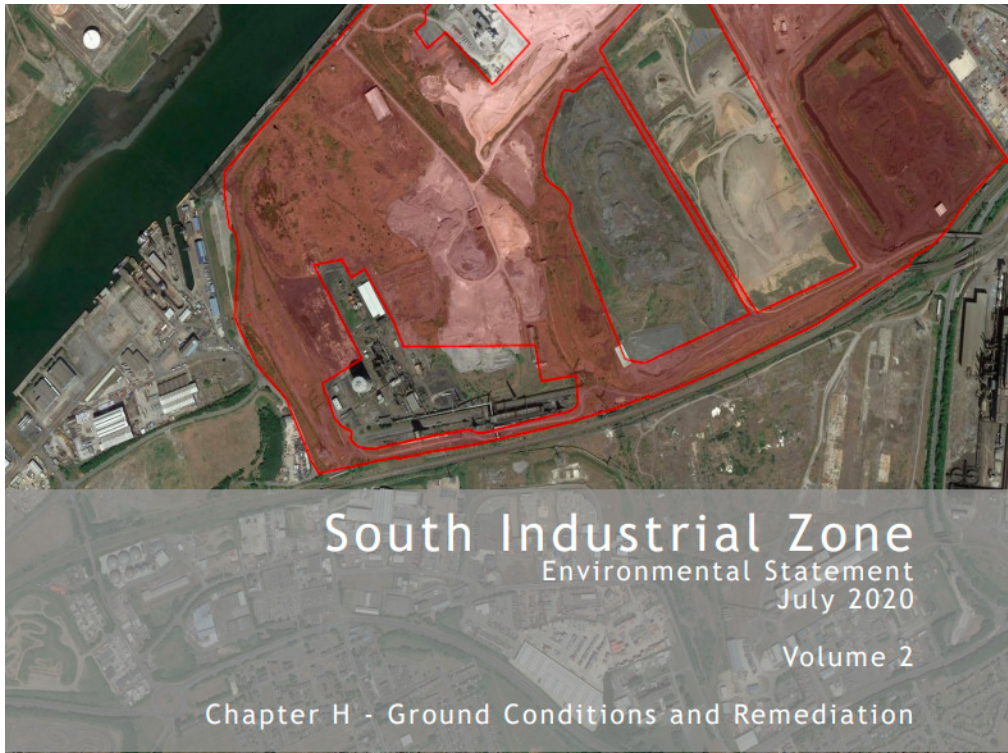 South Industrial Zone
Environmental Statement
July 2020
Volume 2
Chapter H - Ground Conditions and Remediation